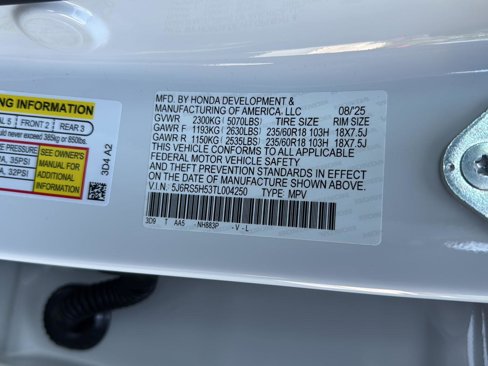 NG INFORMATION
AL 5 | FRONT 2 | REAR 3
ould never exceed 385kg or 850lbs.
PRESSURE
A, 35PSI
A, 32PSI
SEE OWNER'S
MANUAL FOR
ADDITIONAL
INFORMATION
3D4 A2
MFD. BY HONDA DEVELOPMENT &
MANUFACTURING OF AMERICA, LLC 08/25
GVWR 2300KG (5070LBS) TIRE SIZE RIM SIZE
GAWR F 1193KG (2630LBS) 235/60R18 103H 18X7.5J
GAWR R 1150KG (2535LBS) 235/60R18 103H 18X7.5J
THIS VEHICLE CONFORMS TO ALL APPLICABLE
FEDERAL MOTOR VEHICLE SAFETY
AND THEFT PREVENTION STANDARDS IN EFFECT
ON THE DATE OF MANUFACTURE SHOWN ABOVE.
V.I.N.: 5J6RS5H53TL004250 TYPE: MPV
3D9 T AA5 -NH883P -V-L